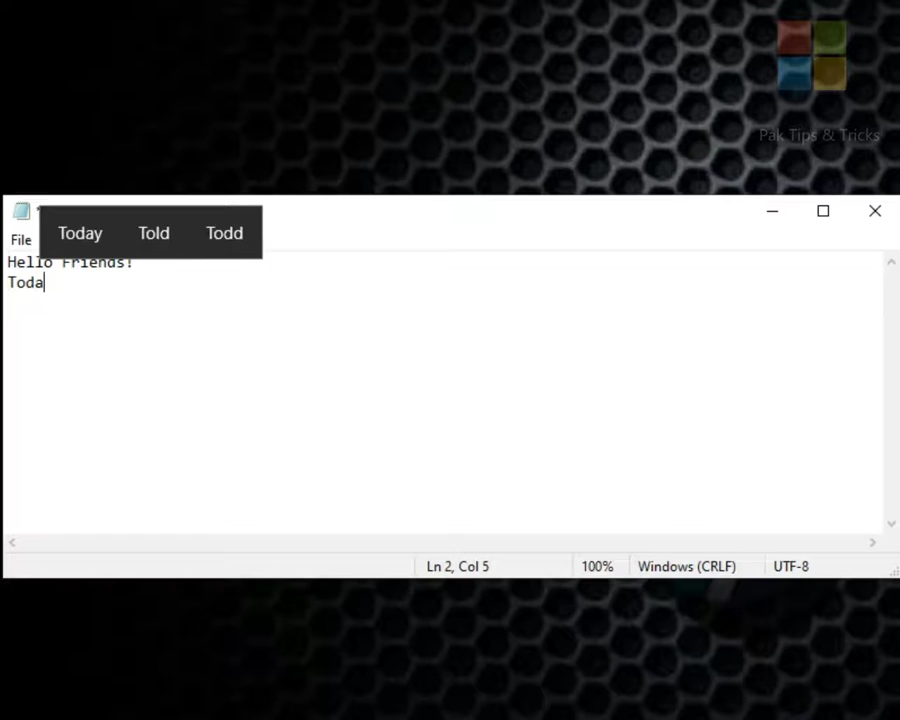 Pak Tips & Tricks
Today Told Todd
File
Hello Friends!
Toda
Ln 2, Col 5 100% Windows (CRLF) UTF-8